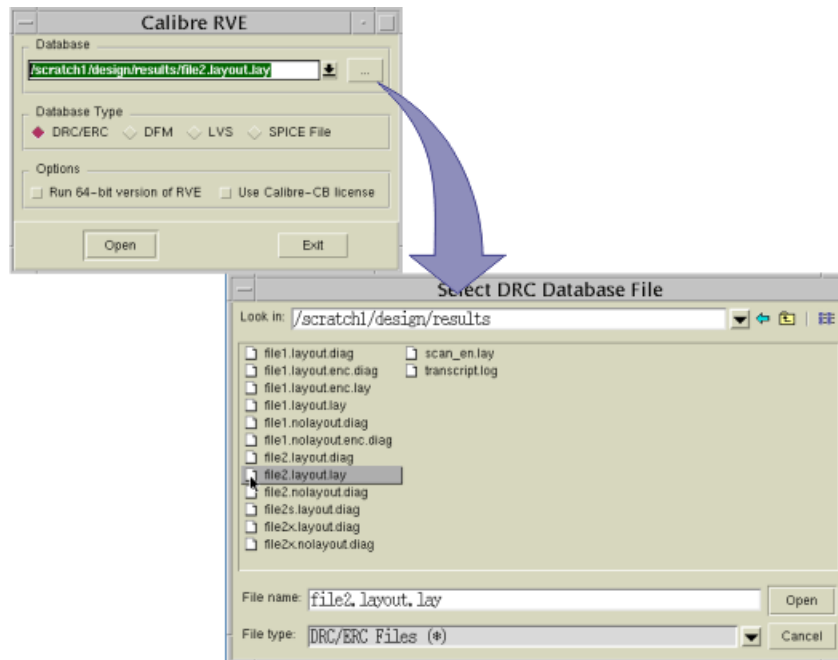 Calibre RVE
Database
/scratch1/design/results/file2.layout.lay
...
Database Type
DRC/ERC DFM LVS SPICE File
Options
Run 64-bit version of RVE Use Calibre-CB license
Open Exit
Select DRC Database File
Look in: /scratch1/design/results
file1.layout.diag scan_en.lay
file1.layout.enc.diag transcript.log
file1.layout.enc.lay
file1.layout.lay
file1.nolayout.diag
file1.nolayout.enc.diag
file2.layout.diag
file2.layout.lay
file2.nolayout.diag
file2s.layout.diag
file2x.layout.diag
file2x.nolayout.diag
File name: file2.layout.lay Open
File type: DRC/ERC Files (*) Cancel